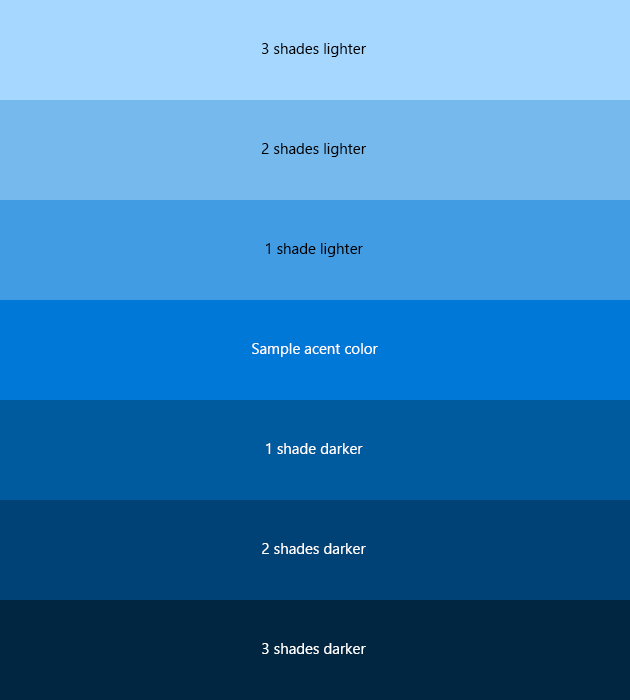 3 shades lighter
2 shades lighter
1 shade lighter
Sample acent color
1 shade darker
2 shades darker
3 shades darker